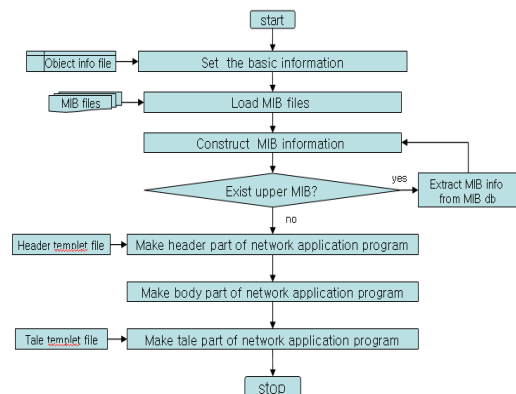 start
Object info file
Set the basic information
MIB files
Load MIB files
Construct MIB information
Exist upper MIB?
yes
Extract MIB info
from MIB db
no
Header templet file
Make header part of network application program
Make body part of network application program
Tale templet file
Make tale part of network application program
stop